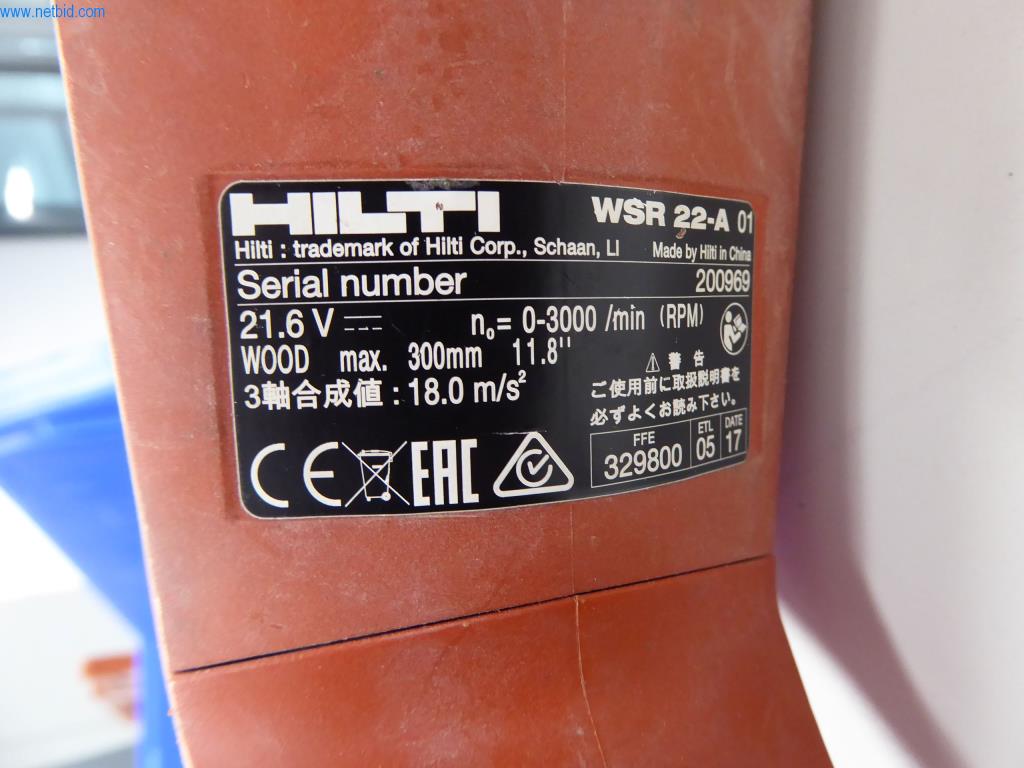 www.netbid.com
HILTI WSR 22-A 01
Hilti : trademark of Hilti Corp., Schaan, LI Made by Hilti in China
Serial number 200969
21.6 V n₀= 0-3000 /min (RPM)
WOOD max. 300mm 11.8''
3軸合成値 : 18.0 m/s²
⚠ 警告
ご使用前に取扱説明書を
必ずよくお読み下さい。
FFE ETL DATE
329800 05 17
CE EAC